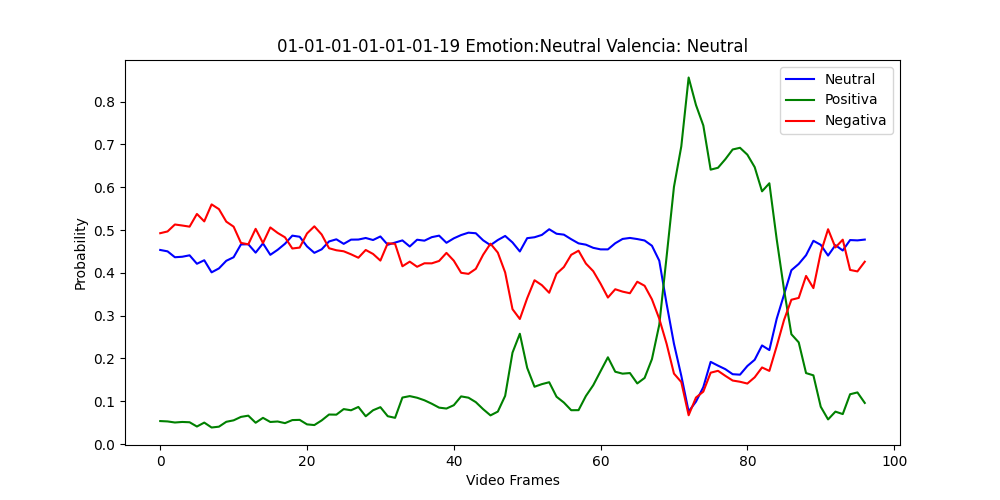 01-01-01-01-01-01-19 Emotion:Neutral Valencia: Neutral
Neutral
Positiva
Negativa
Probability
0.8
0.7
0.6
0.5
0.4
0.3
0.2
0.1
0.0
0 20 40 60 80 100
Video Frames